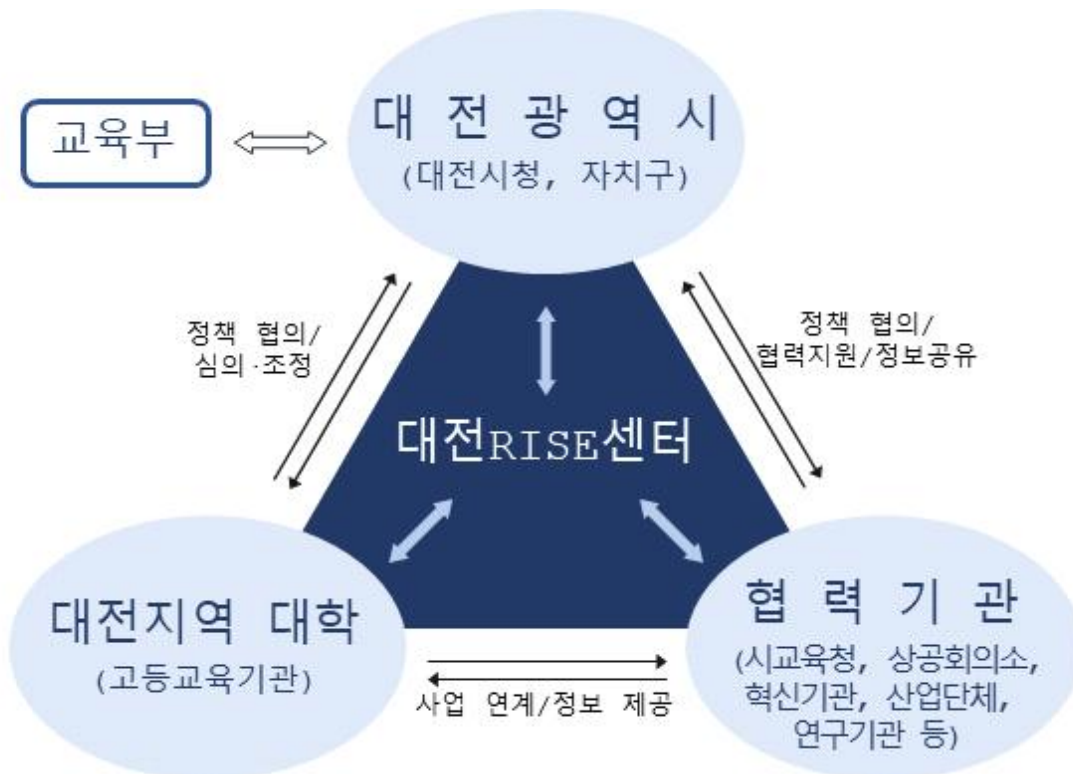 대 전 광 역 시
(대전시청, 자치구)
교육부
정책 협의/
심의·조정
정책 협의/
협력지원/정보공유
대전RISE센터
대전지역 대학
(고등교육기관)
사업 연계/정보 제공
협 력 기 관
(시교육청, 상공회의소,
혁신기관, 산업단체,
연구기관 등)